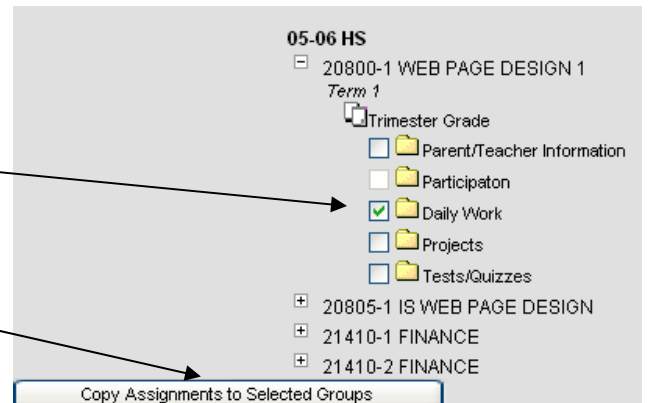 05-06 HS
20800-1 WEB PAGE DESIGN 1
Term 1
Trimester Grade
Parent/Teacher Information
Participaton
Daily Work
Projects
Tests/Quizzes
20805-1 IS WEB PAGE DESIGN
21410-1 FINANCE
21410-2 FINANCE
Copy Assignments to Selected Groups